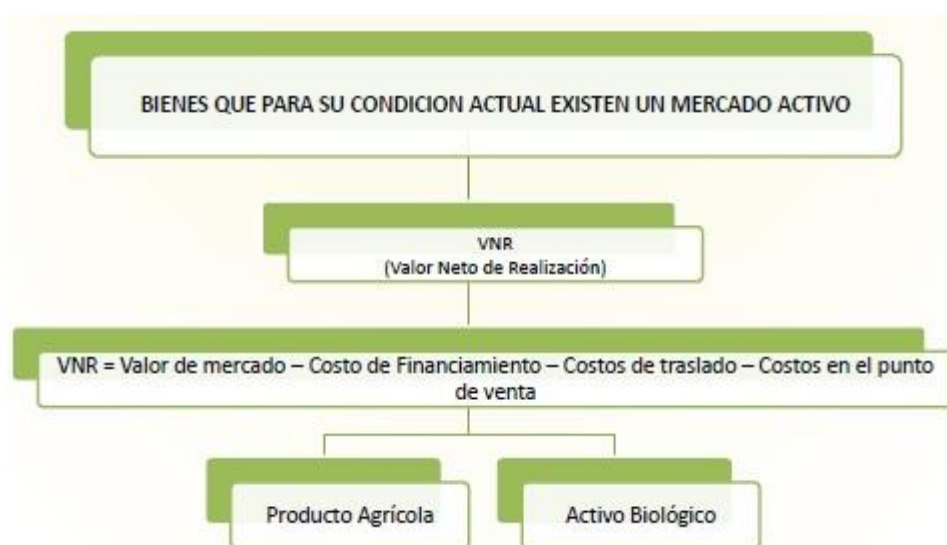 BIENES QUE PARA SU CONDICION ACTUAL EXISTEN UN MERCADO ACTIVO
VNR
(Valor Neto de Realización)
VNR = Valor de mercado – Costo de Financiamiento – Costos de traslado – Costos en el punto
de venta
Producto Agrícola
Activo Biológico